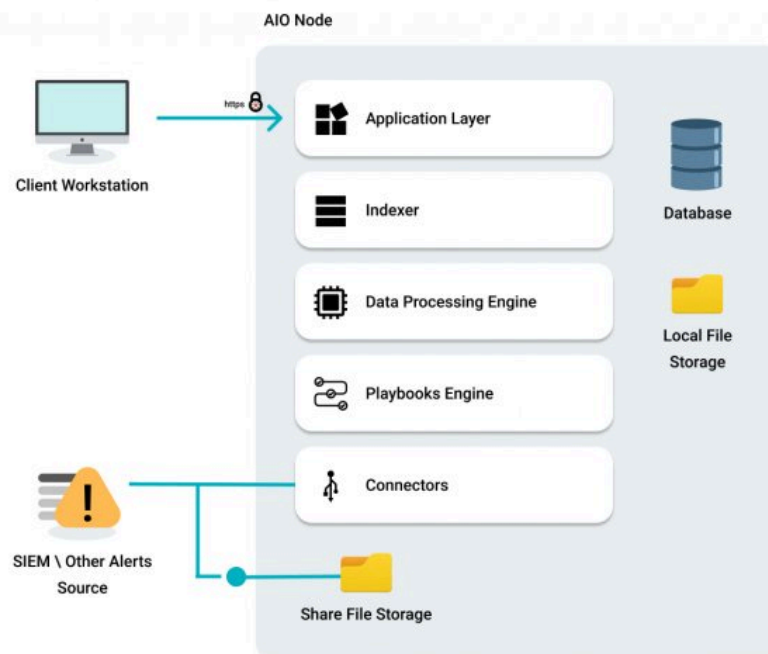 AIO Node
https
Application Layer
Client Workstation
Indexer
Database
Data Processing Engine
Local File
Storage
Playbooks Engine
Connectors
SIEM \ Other Alerts
Source
Share File Storage